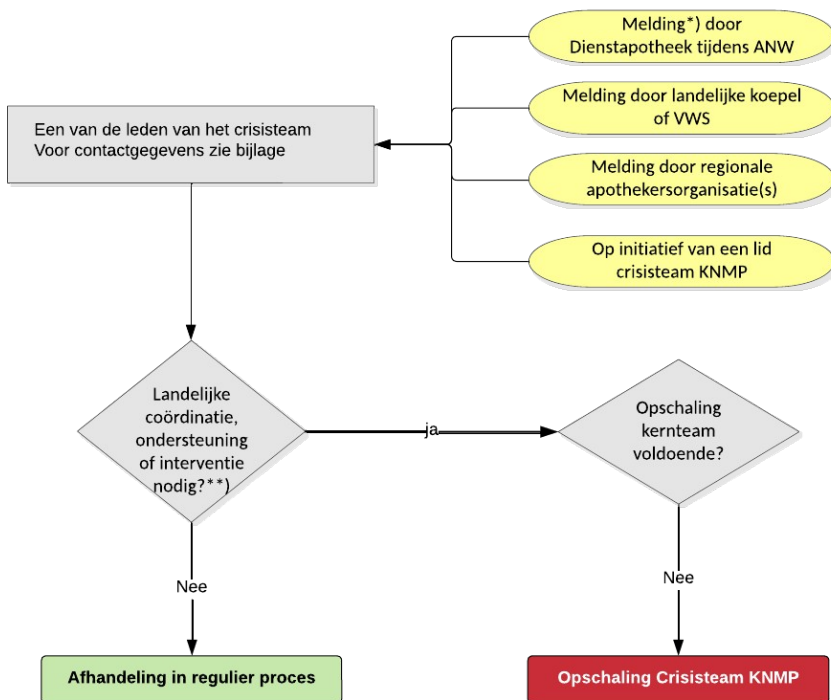 Melding*) door
Dienstapotheek tijdens ANW
Melding door landelijke koepel
of VWS
Een van de leden van het crisisteam
Voor contactgegevens zie bijlage
Melding door regionale
apothekersorganisatie(s)
Op initiatief van een lid
crisisteam KNMP
Landelijke
coördinatie,
ondersteuning
of interventie
nodig?**)
ja
Opschaling
kernteam
voldoende?
Nee
Nee
Afhandeling in regulier proces
Opschaling Crisisteam KNMP